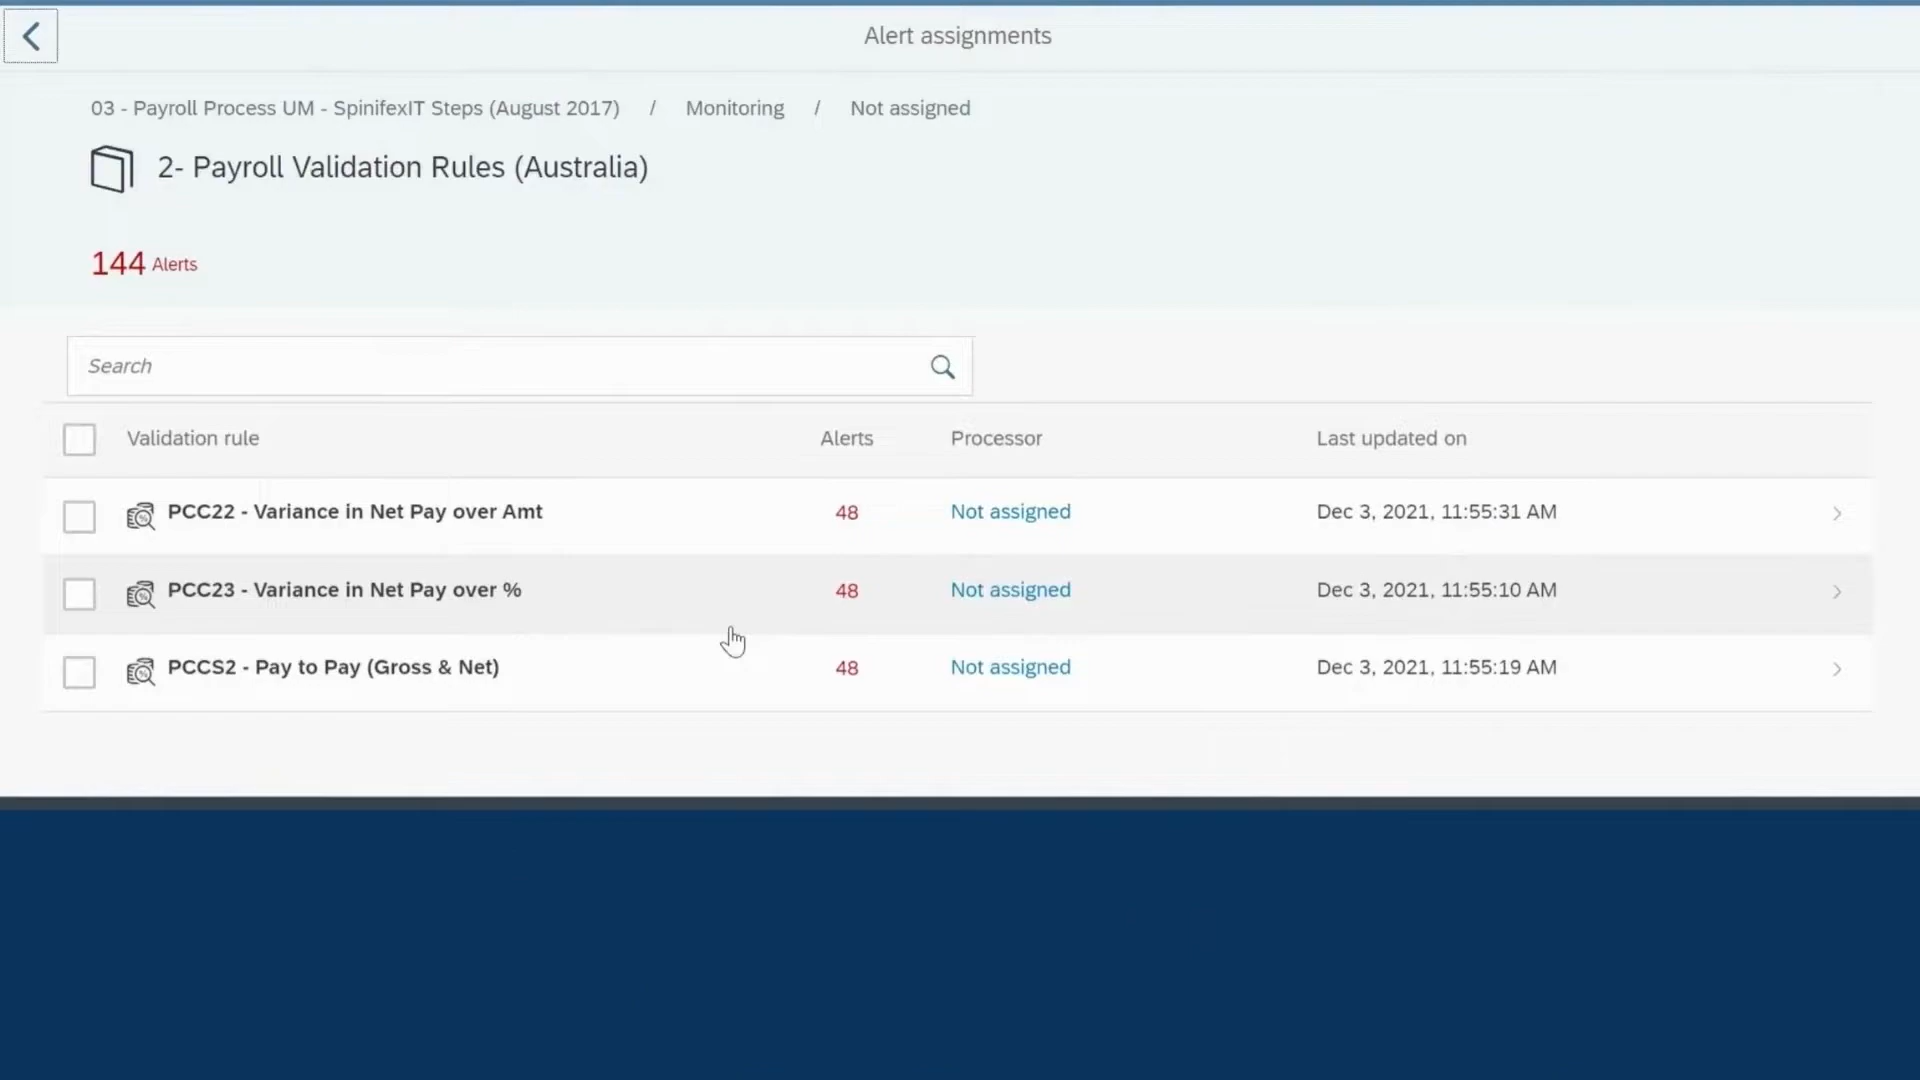 Alert assignments
03 - Payroll Process UM - SpinifexIT Steps (August 2017) / Monitoring / Not assigned
2- Payroll Validation Rules (Australia)
144 Alerts
Search
Validation rule Alerts Processor Last updated on
PCC22 - Variance in Net Pay over Amt 48 Not assigned Dec 3, 2021, 11:55:31 AM
PCC23 - Variance in Net Pay over % 48 Not assigned Dec 3, 2021, 11:55:10 AM
PCCS2 - Pay to Pay (Gross & Net) 48 Not assigned Dec 3, 2021, 11:55:19 AM